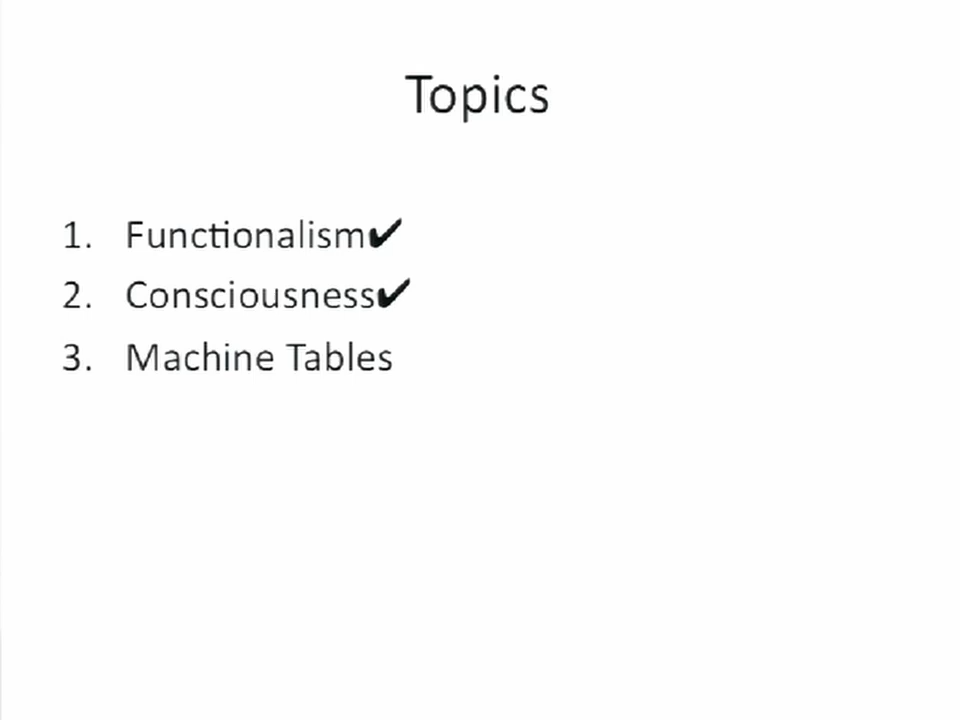 Topics
1. Functionalism✔
2. Consciousness✔
3. Machine Tables